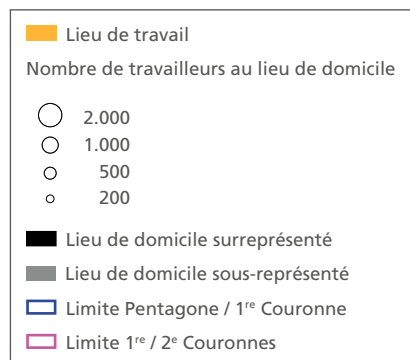 Lieu de travail
Nombre de travailleurs au lieu de domicile
2.000
1.000
500
200
Lieu de domicile surreprésenté
Lieu de domicile sous-représenté
Limite Pentagone / 1re Couronne
Limite 1re / 2e Couronnes